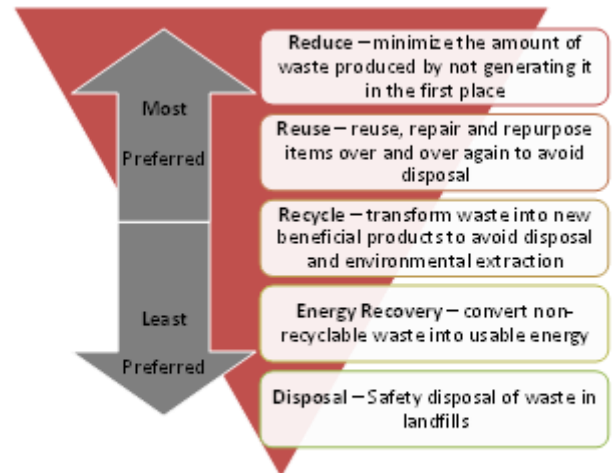 Reduce – minimize the amount of
waste produced by not generating it
in the first place
Most
Preferred
Reuse – reuse, repair and repurpose
items over and over again to avoid
disposal
Recycle – transform waste into new
beneficial products to avoid disposal
and environmental extraction
Least
Preferred
Energy Recovery – convert non-
recyclable waste into usable energy
Disposal – Safety disposal of waste in
landfills